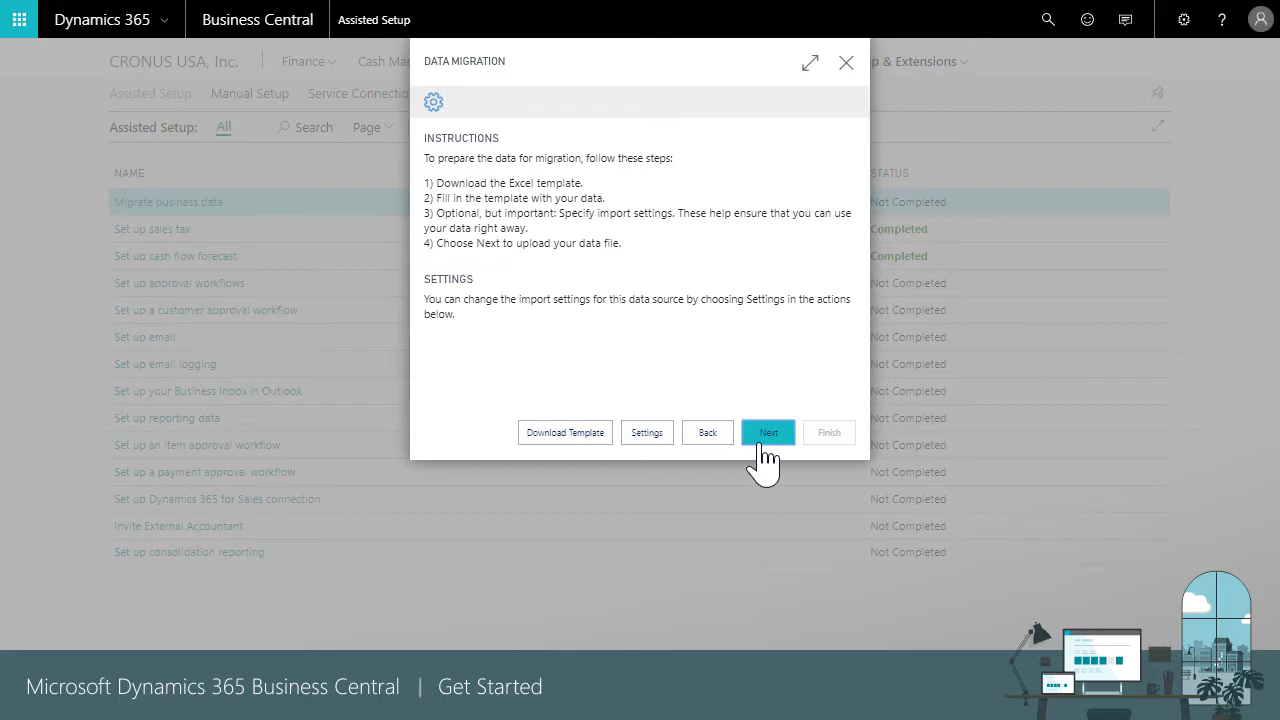 Dynamics 365 Business Central Assisted Setup ?
CRONUS USA, Inc. Finance Cash Ma p & Extensions
Assisted Setup Manual Setup Service Connectio
Assisted Setup: All Search Page
NAME STATUS
Migrate business data Not Completed
Set up sales tax Completed
Set up cash flow forecast Completed
Set up approval workflows Not Completed
Set up a customer approval workflow Not Completed
Set up email Not Completed
Set up email logging Not Completed
Set up your Business Inbox in Outlook Not Completed
Set up reporting data Not Completed
Set up an item approval workflow Not Completed
Set up a payment approval workflow Not Completed
Set up Dynamics 365 for Sales connection Not Completed
Invite External Accountant Not Completed
Set up consolidation reporting Not Completed
DATA MIGRATION
INSTRUCTIONS
To prepare the data for migration, follow these steps:
1) Download the Excel template.
2) Fill in the template with your data.
3) Optional, but important: Specify import settings. These help ensure that you can use
your data right away.
4) Choose Next to upload your data file.
SETTINGS
You can change the import settings for this data source by choosing Settings in the actions
below.
Download Template Settings Back Next Finish
Microsoft Dynamics 365 Business Central | Get Started